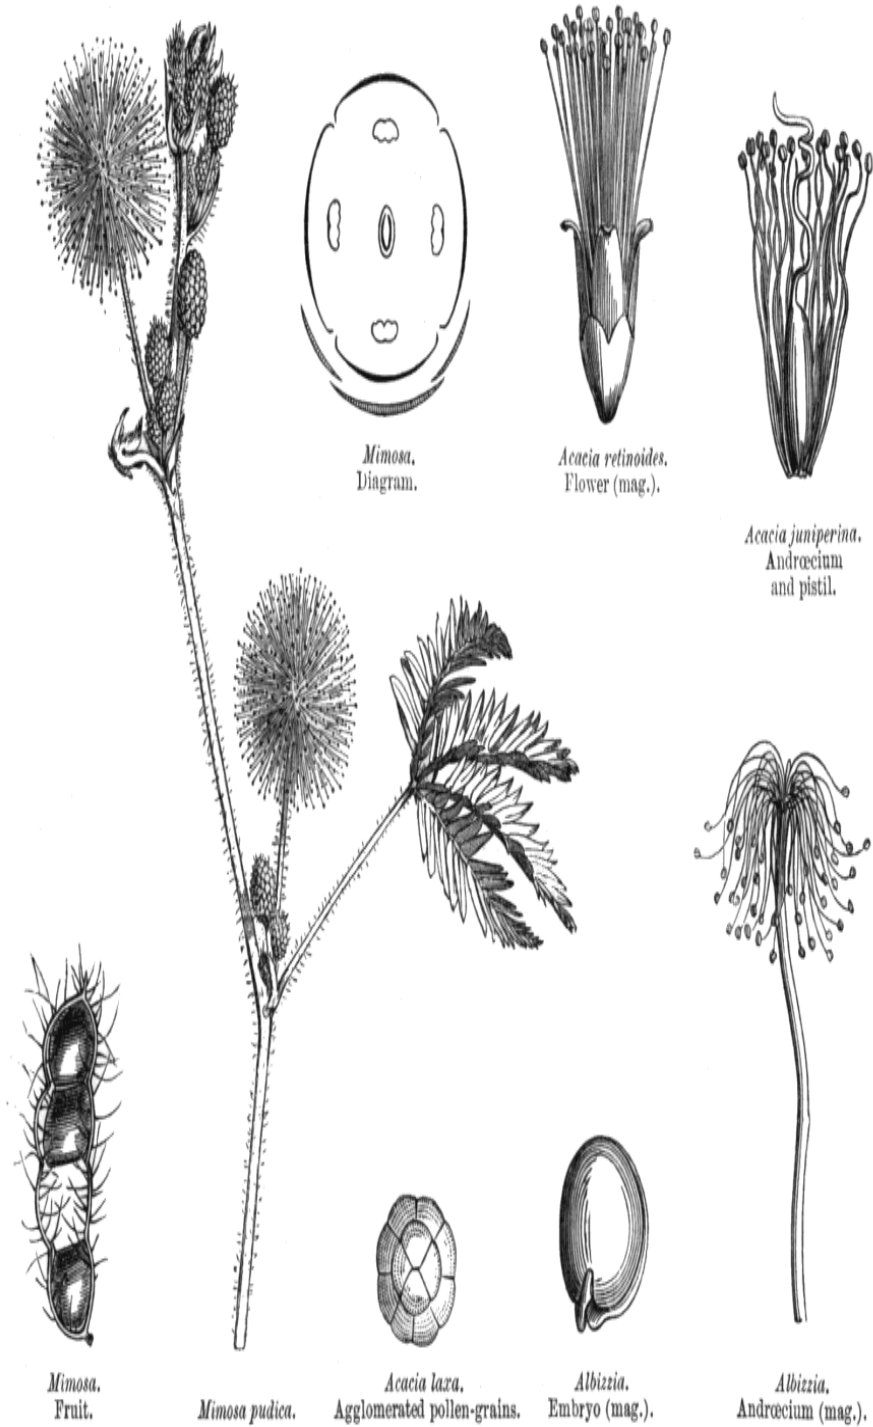 Mimosa.
Diagram.
Acacia retinoides.
Flower (mag.).
Acacia juniperina.
Andrœcium
and pistil.
Mimosa.
Fruit.
Mimosa pudica.
Acacia laxa.
Agglomerated pollen-grains.
Albizzia.
Embryo (mag.).
Albizzia.
Andrœcium (mag.).